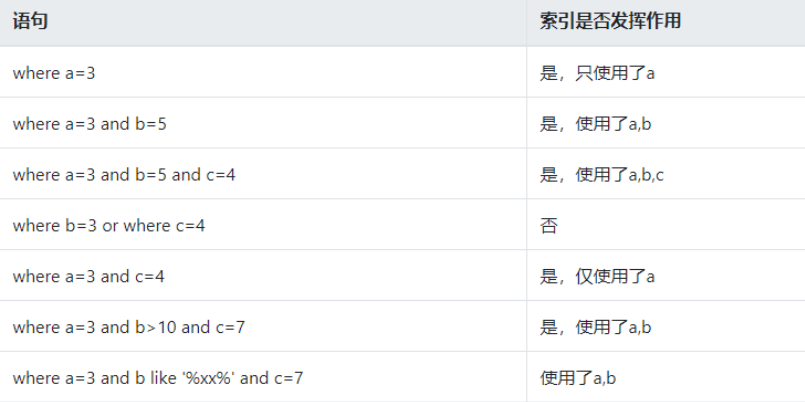 语句 索引是否发挥作用
where a=3 是，只使用了a
where a=3 and b=5 是，使用了a,b
where a=3 and b=5 and c=4 是，使用了a,b,c
where b=3 or where c=4 否
where a=3 and c=4 是，仅使用了a
where a=3 and b>10 and c=7 是，使用了a,b
where a=3 and b like '%xx%' and c=7 使用了a,b